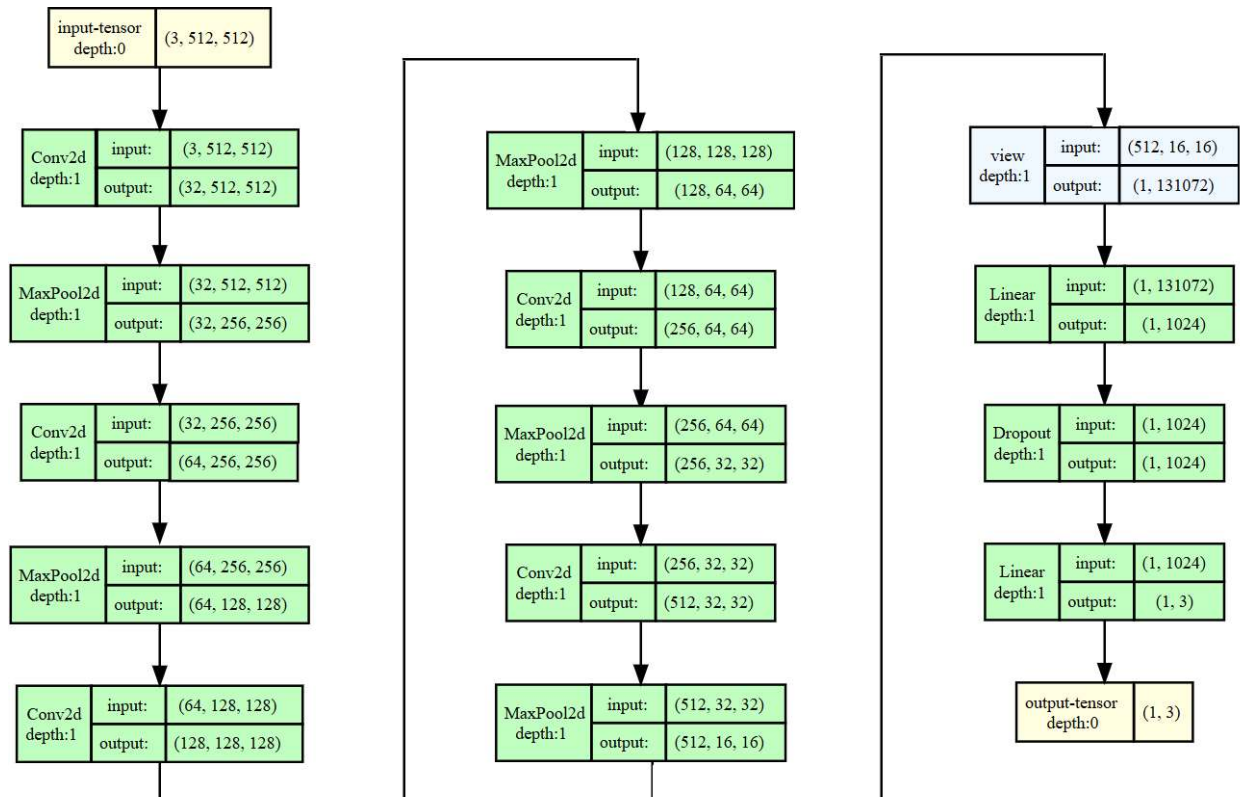 input-tensor
depth:0
(3, 512, 512)
Conv2d
depth:1
input:
(3, 512, 512)
output:
(32, 512, 512)
MaxPool2d
depth:1
input:
(32, 512, 512)
output:
(32, 256, 256)
Conv2d
depth:1
input:
(32, 256, 256)
output:
(64, 256, 256)
MaxPool2d
depth:1
input:
(64, 256, 256)
output:
(64, 128, 128)
Conv2d
depth:1
input:
(64, 128, 128)
output:
(128, 128, 128)
MaxPool2d
depth:1
input:
(128, 128, 128)
output:
(128, 64, 64)
Conv2d
depth:1
input:
(128, 64, 64)
output:
(256, 64, 64)
MaxPool2d
depth:1
input:
(256, 64, 64)
output:
(256, 32, 32)
Conv2d
depth:1
input:
(256, 32, 32)
output:
(512, 32, 32)
MaxPool2d
depth:1
input:
(512, 32, 32)
output:
(512, 16, 16)
view
depth:1
input:
(512, 16, 16)
output:
(1, 131072)
Linear
depth:1
input:
(1, 131072)
output:
(1, 1024)
Dropout
depth:1
input:
(1, 1024)
output:
(1, 1024)
Linear
depth:1
input:
(1, 1024)
output:
(1, 3)
output-tensor
depth:0
(1, 3)